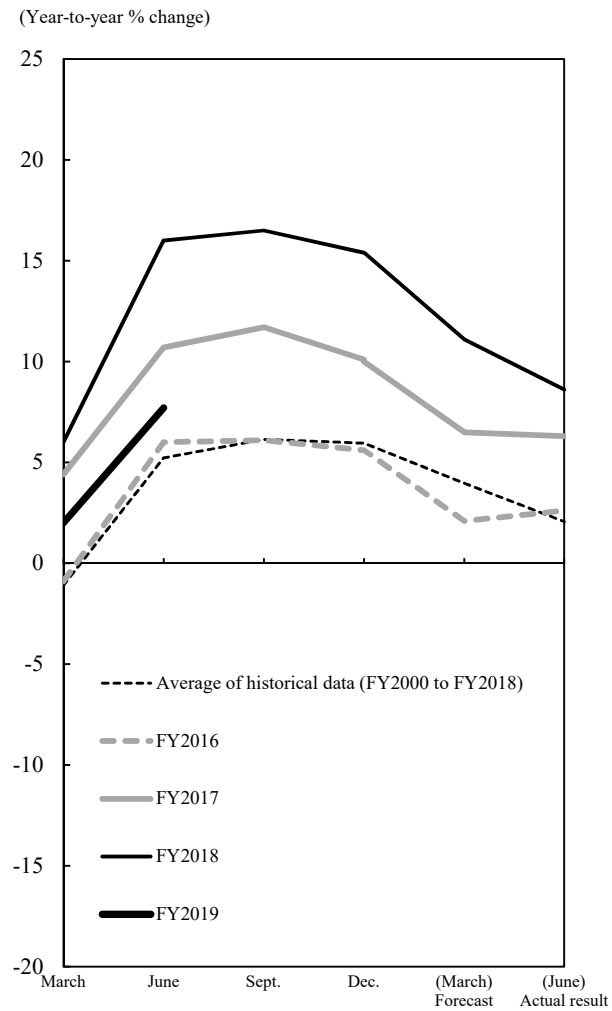 (Year-to-year % change)
25
20
15
10
5
0
-5
-10
-15
-20
Average of historical data (FY2000 to FY2018)
FY2016
FY2017
FY2018
FY2019
March June Sept. Dec. (March) (June)
Forecast Actual result